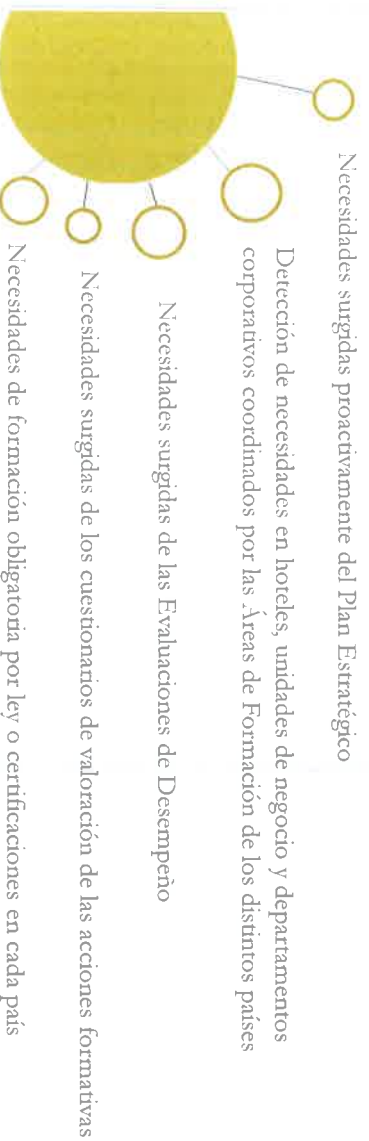 Necesidades surgidas proactivamente del Plan Estratégico
Detección de necesidades en hoteles, unidades de negocio y departamentos
corporativos coordinados por las Áreas de Formación de los distintos países
Necesidades surgidas de las Evaluaciones de Desempeño
Necesidades surgidas de los cuestionarios de valoración de las acciones formativas
Necesidades de formación obligatoria por ley o certificaciones en cada país